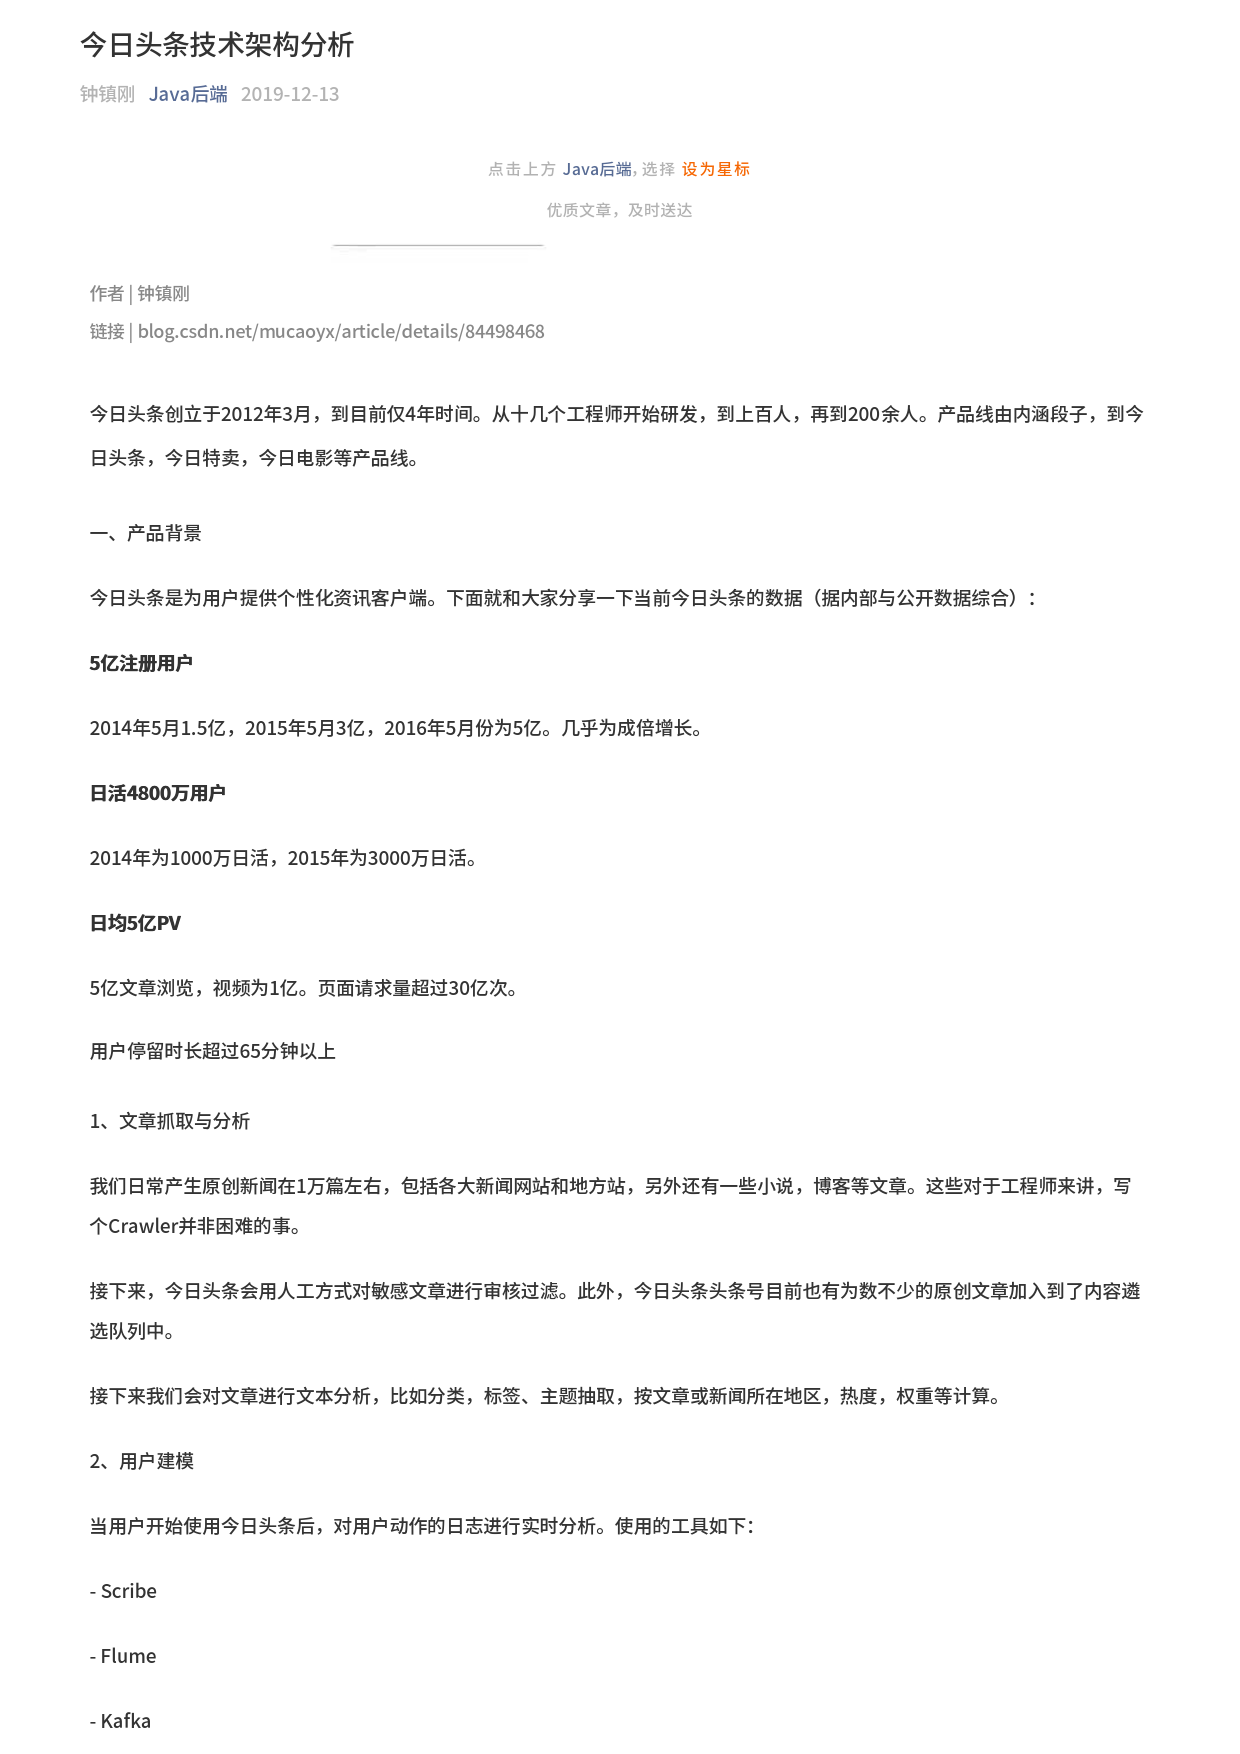 今日头条技术架构分析
钟镇刚 Java后端 2019-12-13
点击上方 Java后端, 选择 设为星标
优质文章，及时送达
作者 | 钟镇刚
链接 | blog.csdn.net/mucaoyx/article/details/84498468
今日头条创立于2012年3月，到目前仅4年时间。从十几个工程师开始研发，到上百人，再到200余人。产品线由内涵段子，到今
日头条，今日特卖，今日电影等产品线。
一、产品背景
今日头条是为用户提供个性化资讯客户端。下面就和大家分享一下当前今日头条的数据（据内部与公开数据综合）：
5亿注册用户
2014年5月1.5亿，2015年5月3亿，2016年5月份为5亿。几乎为成倍增长。
日活4800万用户
2014年为1000万日活，2015年为3000万日活。
日均5亿PV
5亿文章浏览，视频为1亿。页面请求量超过30亿次。
用户停留时长超过65分钟以上
1、文章抓取与分析
我们日常产生原创新闻在1万篇左右，包括各大新闻网站和地方站，另外还有一些小说，博客等文章。这些对于工程师来讲，写
个Crawler并非困难的事。
接下来，今日头条会用人工方式对敏感文章进行审核过滤。此外，今日头条头条号目前也有为数不少的原创文章加入到了内容遴
选队列中。
接下来我们会对文章进行文本分析，比如分类，标签、主题抽取，按文章或新闻所在地区，热度，权重等计算。
2、用户建模
当用户开始使用今日头条后，对用户动作的日志进行实时分析。使用的工具如下：
- Scribe
- Flume
- Kafka